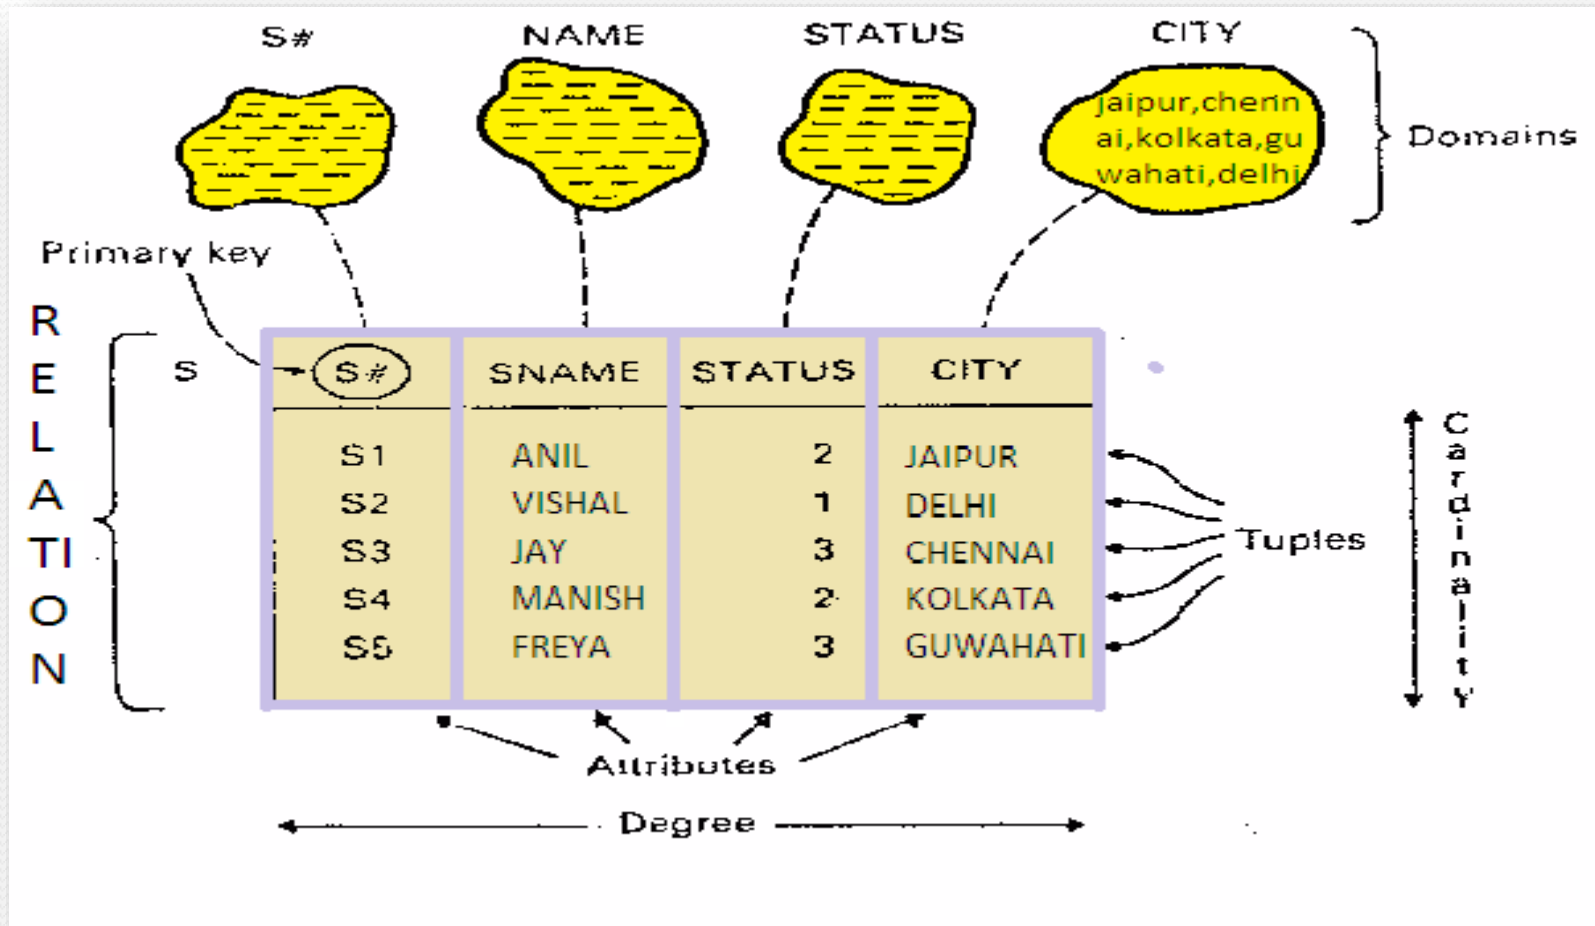 S# NAME STATUS CITY
jaipur,chenn
ai,kolkata,gu
wahati,delhi
Domains
Primary key
RELATION
S
S# SNAME STATUS CITY
S1 ANIL 2 JAIPUR
S2 VISHAL 1 DELHI
S3 JAY 3 CHENNAI
S4 MANISH 2 KOLKATA
S5 FREYA 3 GUWAHATI
Tuples
Cardinality
Attributes
Degree